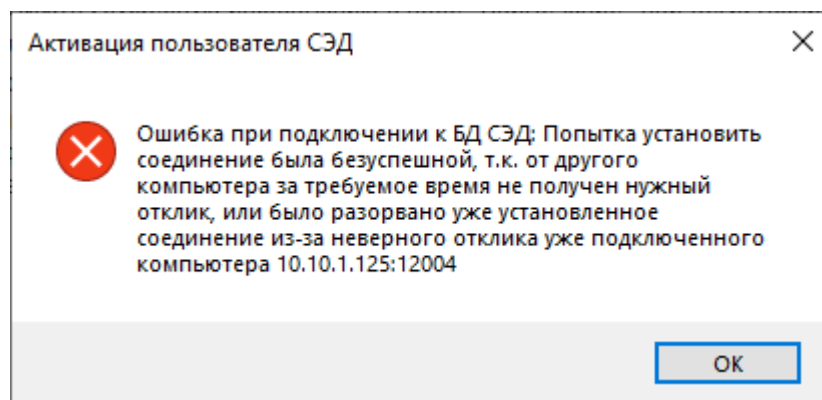 Активация пользователя СЭД
Ошибка при подключении к БД СЭД: Попытка установить
соединение была безуспешной, т.к. от другого
компьютера за требуемое время не получен нужный
отклик, или было разорвано уже установленное
соединение из-за неверного отклика уже подключенного
компьютера 10.10.1.125:12004
ОК